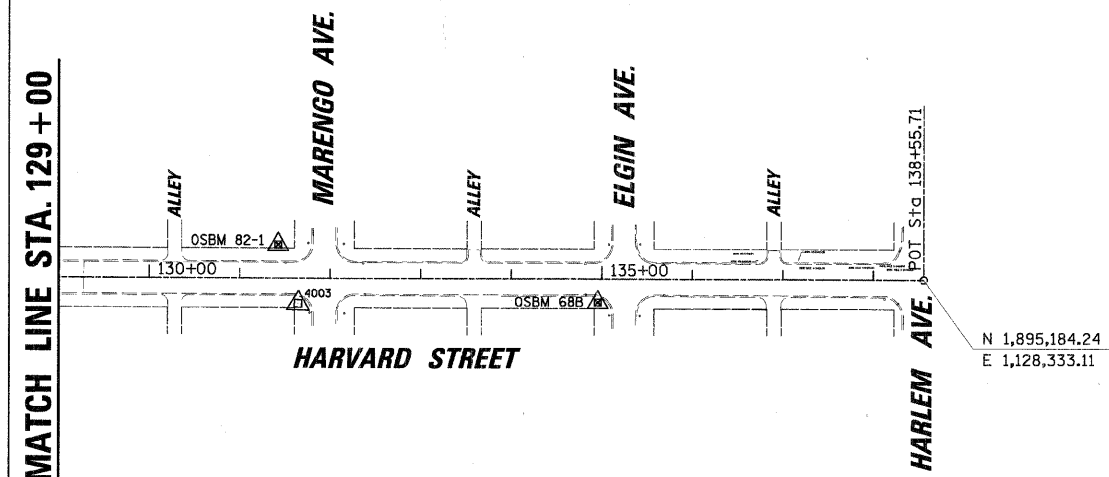 MATCH LINE STA. 129+00
MARENGO AVE.
ELGIN AVE.
ALLEY
ALLEY
ALLEY
POT Sta 138+55.71
OSBM 82-1
130+00
135+00
4003
OSBM 68B
HARVARD STREET
HARLEM AVE.
N 1,895,184.24
E 1,128,333.11